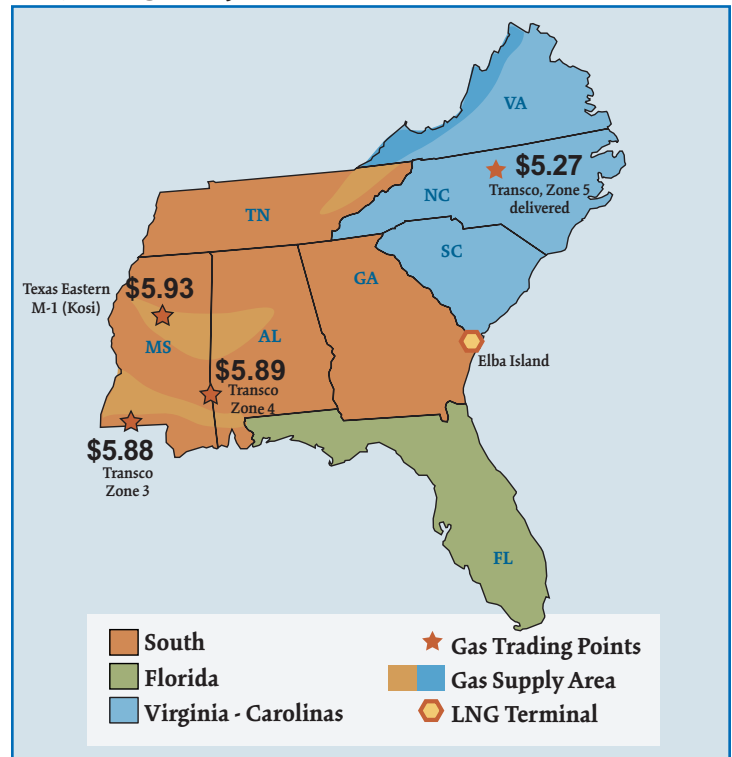 VA
$5.27
Transco, Zone 5
delivered
NC
TN
SC
GA
Texas Eastern
M-1 (Kosi)
$5.93
MS
AL
$5.89
Transco
Zone 4
Elba Island
$5.88
Transco
Zone 3
FL
South
Florida
Virginia - Carolinas
Gas Trading Points
Gas Supply Area
LNG Terminal